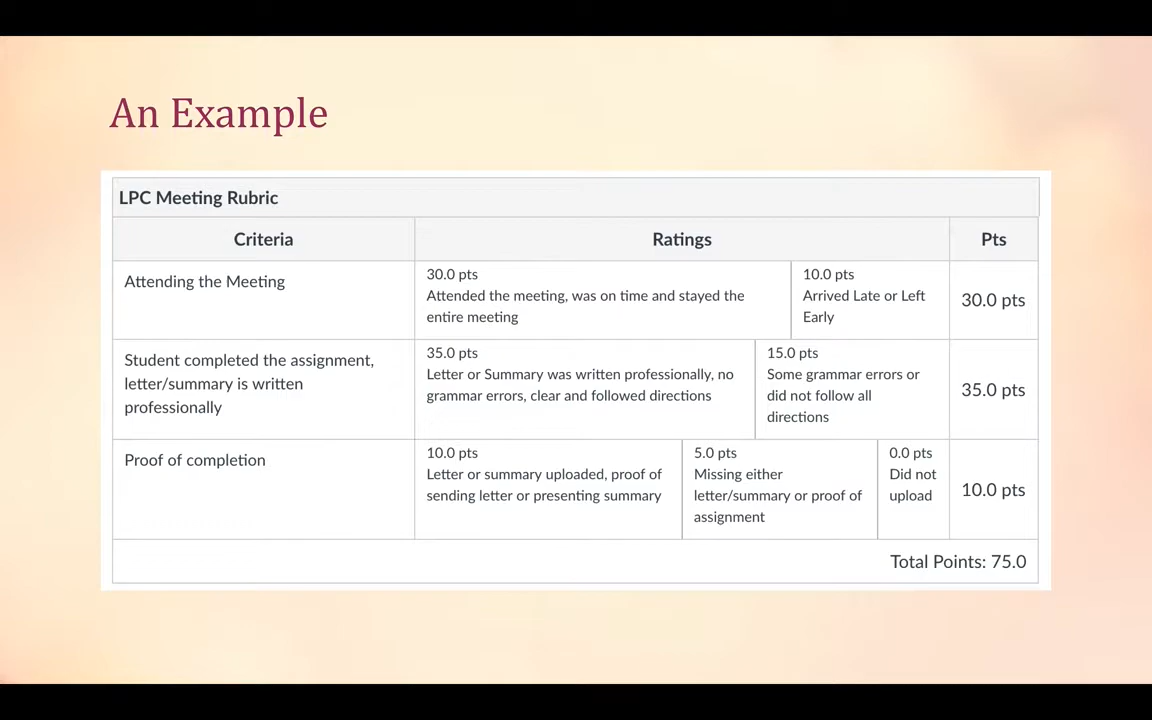 An Example
LPC Meeting Rubric
Criteria
Ratings
Pts
Attending the Meeting
30.0 pts
Attended the meeting, was on time and stayed the
entire meeting
10.0 pts
Arrived Late or Left
Early
30.0 pts
Student completed the assignment,
letter/summary is written
professionally
35.0 pts
Letter or Summary was written professionally, no
grammar errors, clear and followed directions
15.0 pts
Some grammar errors or
did not follow all
directions
35.0 pts
Proof of completion
10.0 pts
Letter or summary uploaded, proof of
sending letter or presenting summary
5.0 pts
Missing either
letter/summary or proof of
assignment
0.0 pts
Did not
upload
10.0 pts
Total Points: 75.0